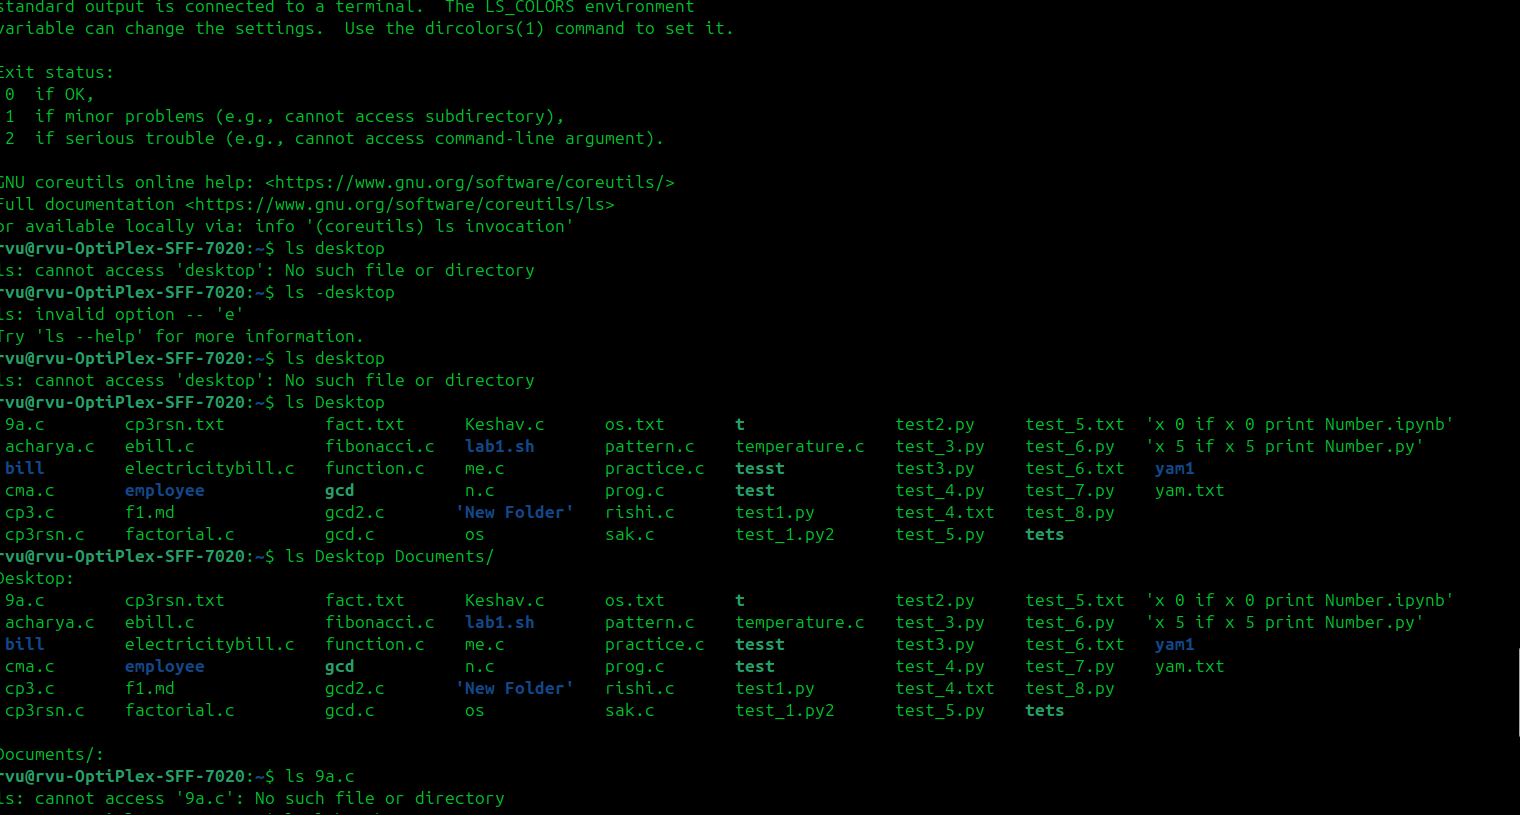 standard output is connected to a terminal.  The LS_COLORS environment
variable can change the settings.  Use the dircolors(1) command to set it.

Exit status:
 0  if OK,
 1  if minor problems (e.g., cannot access subdirectory),
 2  if serious trouble (e.g., cannot access command-line argument).

GNU coreutils online help: <https://www.gnu.org/software/coreutils/>
Full documentation <https://www.gnu.org/software/coreutils/ls>
or available locally via: info '(coreutils) ls invocation'
rvu@rvu-OptiPlex-SFF-7020:~$ ls desktop
ls: cannot access 'desktop': No such file or directory
rvu@rvu-OptiPlex-SFF-7020:~$ ls -desktop
ls: invalid option -- 'e'
Try 'ls --help' for more information.
rvu@rvu-OptiPlex-SFF-7020:~$ ls desktop
ls: cannot access 'desktop': No such file or directory
rvu@rvu-OptiPlex-SFF-7020:~$ ls Desktop
 9a.c        cp3rsn.txt          fact.txt      Keshav.c      os.txt       t               test2.py     test_5.txt  'x 0 if x 0 print Number.ipynb'
 acharya.c   ebill.c             fibonacci.c   lab1.sh       pattern.c    temperature.c   test_3.py    test_6.py   'x 5 if x 5 print Number.py'
 bill        electricitybill.c   function.c    me.c          practice.c   tesst           test3.py     test_6.txt   yam1
 cma.c       employee            gcd           n.c           prog.c       test            test_4.py    test_7.py    yam.txt
 cp3.c       f1.md               gcd2.c       'New Folder'   rishi.c      test1.py        test_4.txt   test_8.py
 cp3rsn.c    factorial.c         gcd.c         os            sak.c        test_1.py2      test_5.py    tets
rvu@rvu-OptiPlex-SFF-7020:~$ ls Desktop Documents/
Desktop:
 9a.c        cp3rsn.txt          fact.txt      Keshav.c      os.txt       t               test2.py     test_5.txt  'x 0 if x 0 print Number.ipynb'
 acharya.c   ebill.c             fibonacci.c   lab1.sh       pattern.c    temperature.c   test_3.py    test_6.py   'x 5 if x 5 print Number.py'
 bill        electricitybill.c   function.c    me.c          practice.c   tesst           test3.py     test_6.txt   yam1
 cma.c       employee            gcd           n.c           prog.c       test            test_4.py    test_7.py    yam.txt
 cp3.c       f1.md               gcd2.c       'New Folder'   rishi.c      test1.py        test_4.txt   test_8.py
 cp3rsn.c    factorial.c         gcd.c         os            sak.c        test_1.py2      test_5.py    tets

Documents/:
rvu@rvu-OptiPlex-SFF-7020:~$ ls 9a.c
ls: cannot access '9a.c': No such file or directory